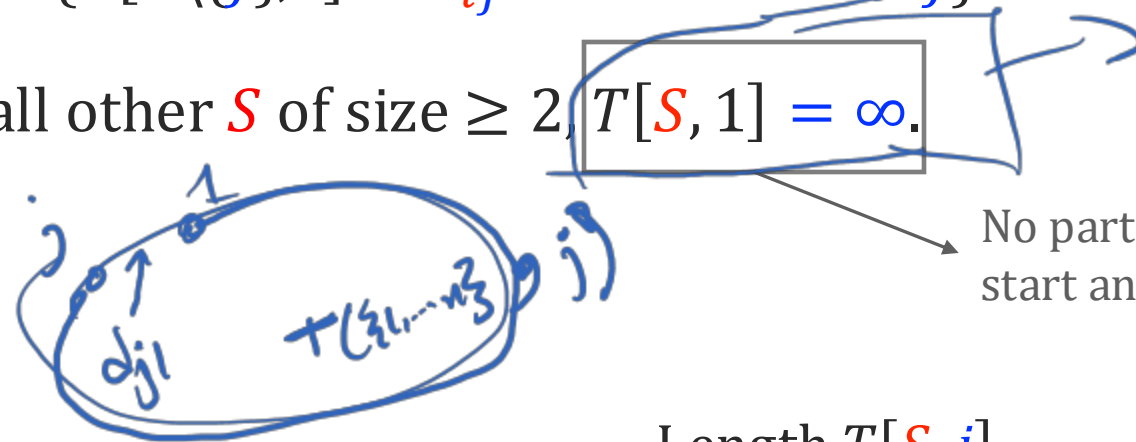 all other S of size ≥ 2, T[S, 1] = ∞.
1
j
No part
start an
T({1,...n}, j)
dj1
Length T[S, j]